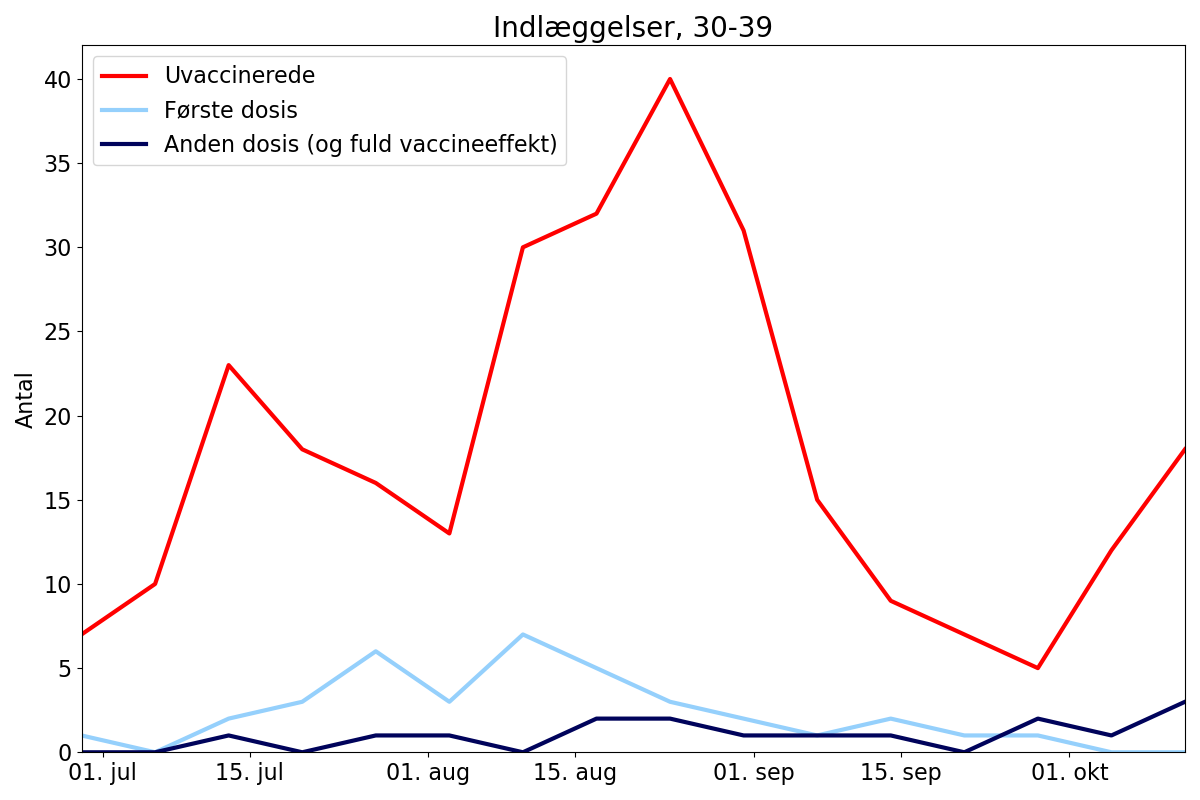 Indlæggelser, 30-39
Uvaccinerede
Første dosis
Anden dosis (og fuld vaccineeffekt)
Antal
40
35
30
25
20
15
10
5
0
01. jul
15. jul
01. aug
15. aug
01. sep
15. sep
01. okt